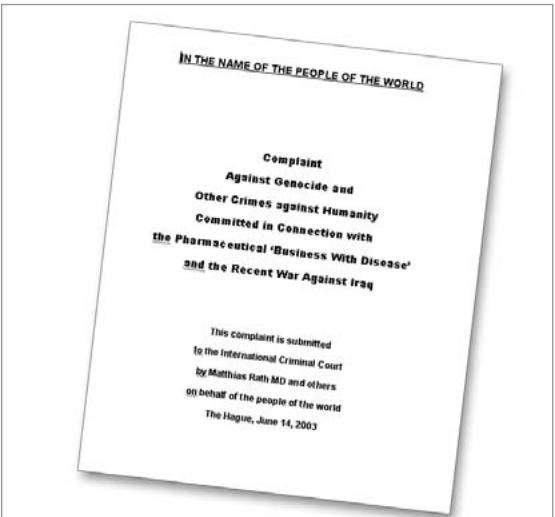 IN THE NAME OF THE PEOPLE OF THE WORLD
Complaint
Against Genocide and
Other Crimes against Humanity
Committed in Connection with
the Pharmaceutical 'Business With Disease'
and the Recent War Against Iraq
This complaint is submitted
to the International Criminal Court
by Matthias Rath MD and others
on behalf of the people of the world
The Hague, June 14, 2003